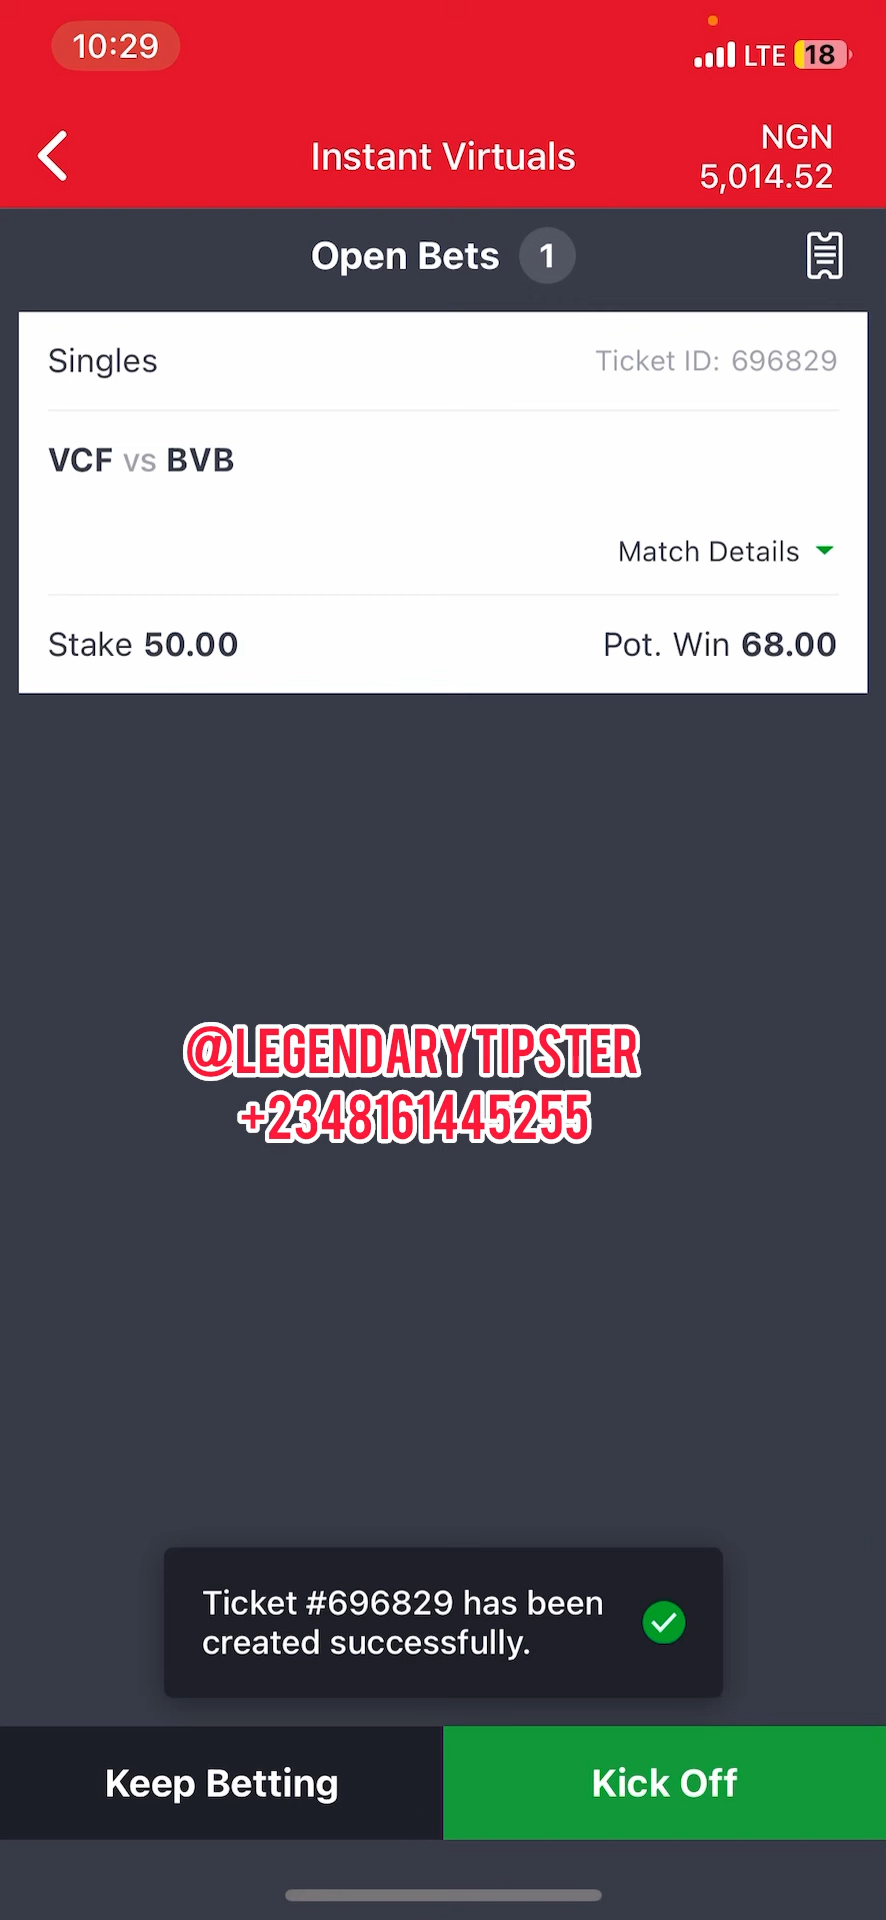 10:29
LTE 18
Instant Virtuals
NGN
5,014.52
Open Bets 1
Singles
Ticket ID: 696829
VCF vs BVB
Match Details
Stake 50.00
Pot. Win 68.00
@LEGENDARY TIPSTER
+2348161445255
Ticket #696829 has been
created successfully.
Keep Betting
Kick Off